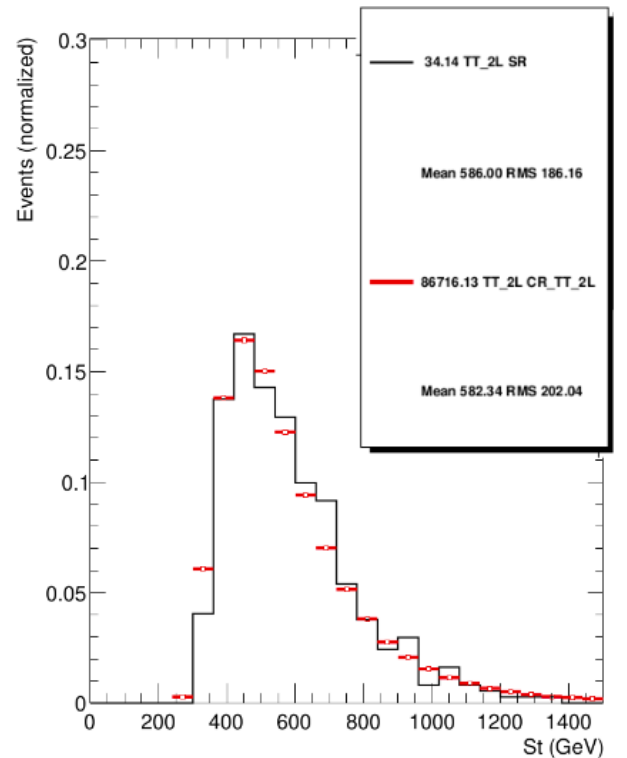 Events (normalized)
0.3
0.25
0.2
0.15
0.1
0.05
0
34.14 TT_2L SR
Mean 586.00 RMS 186.16
86716.13 TT_2L CR_TT_2L
Mean 582.34 RMS 202.04
0 200 400 600 800 1000 1200 1400
St (GeV)